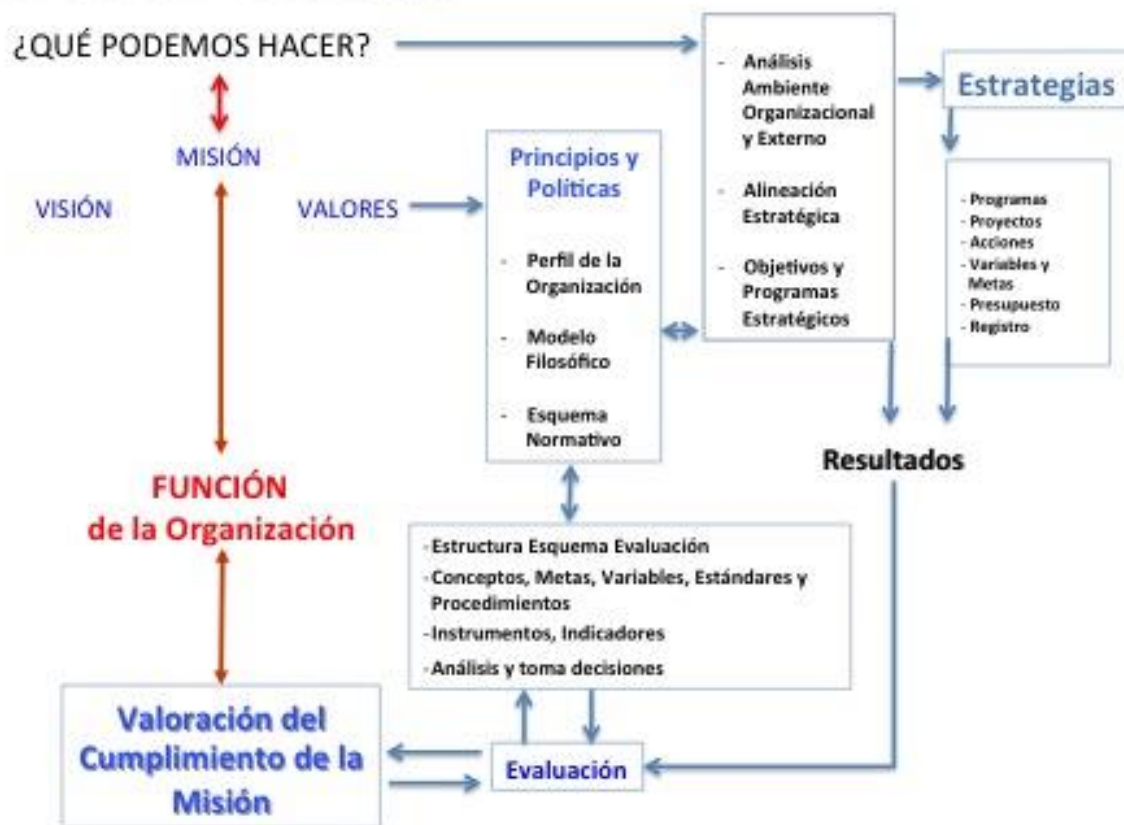 ¿QUÉ PODEMOS HACER?
MISIÓN
VISIÓN
VALORES
Principios y
Políticas
- Perfil de la
Organización
- Modelo
Filosófico
- Esquema
Normativo
- Análisis
Ambiente
Organizacional
y Externo
- Alineación
Estratégica
- Objetivos y
Programas
Estratégicos
Estrategias
- Programas
- Proyectos
- Acciones
- Variables y
Metas
- Presupuesto
- Registro
Resultados
FUNCIÓN
de la Organización
- Estructura Esquema Evaluación
- Conceptos, Metas, Variables, Estándares y
Procedimientos
- Instrumentos, Indicadores
- Análisis y toma decisiones
Valoración del
Cumplimiento de la
Misión
Evaluación